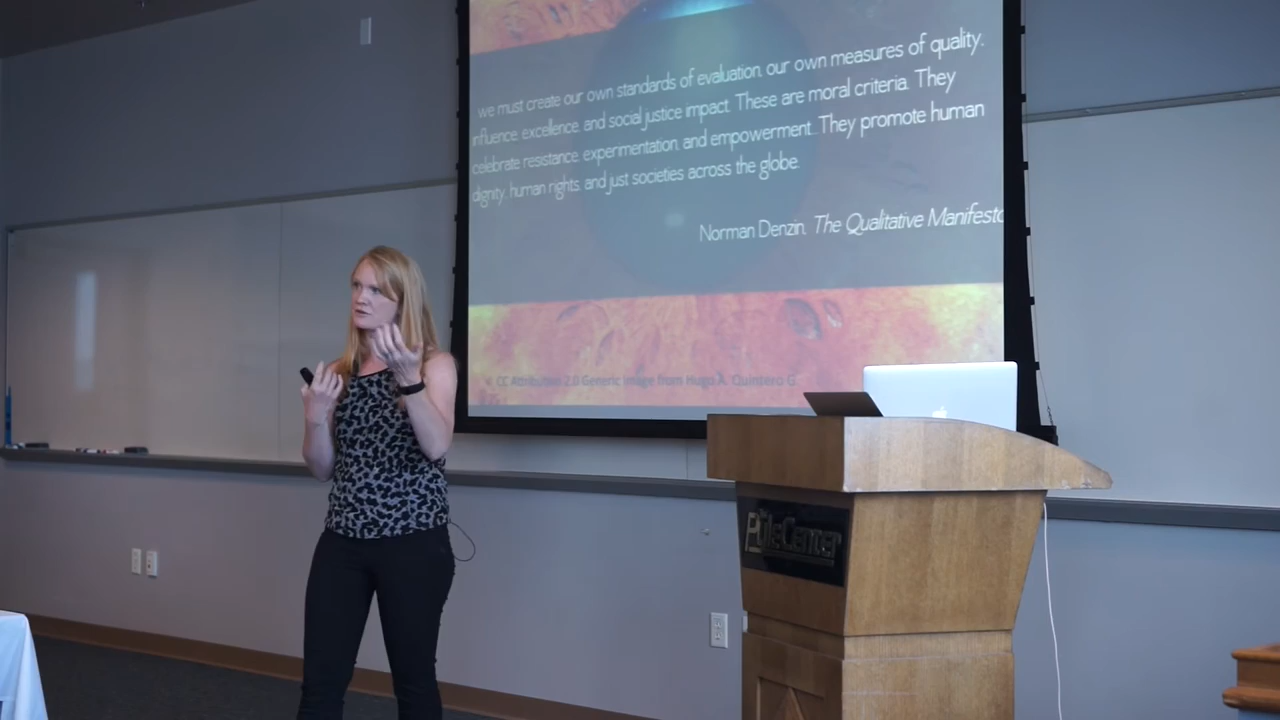 we must create our own standards of evaluation, our own measures of quality,
influence, excellence, and social justice impact. These are moral criteria. They
celebrate resistance, experimentation, and empowerment...They promote human
dignity, human rights, and just societies across the globe.
Norman Denzin, The Qualitative Manifesto
CC Attribution 2.0 Generic Image from Hugo A. Quintero G.
PyleCenter